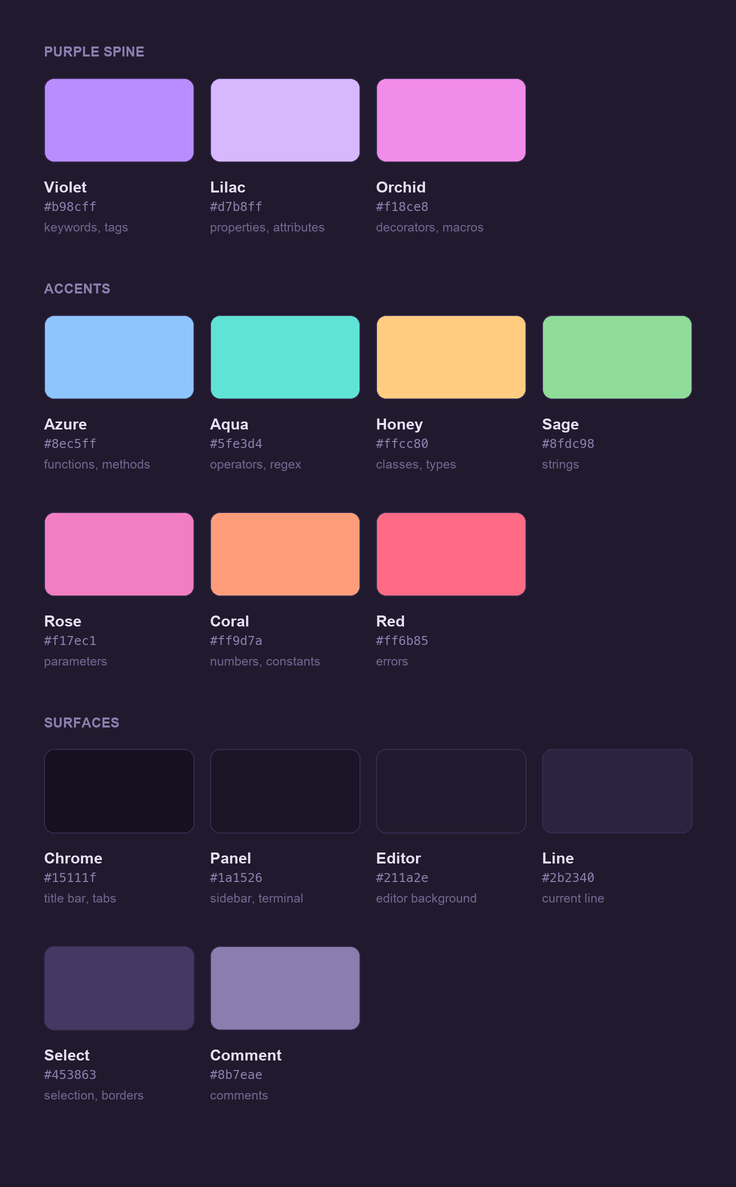 PURPLE SPINE
Violet
#b98cff
keywords, tags
Lilac
#d7b8ff
properties, attributes
Orchid
#f18ce8
decorators, macros
ACCENTS
Azure
#8ec5ff
functions, methods
Aqua
#5fe3d4
operators, regex
Honey
#ffcc80
classes, types
Sage
#8fdc98
strings
Rose
#f17ec1
parameters
Coral
#ff9d7a
numbers, constants
Red
#ff6b85
errors
SURFACES
Chrome
#15111f
title bar, tabs
Panel
#1a1526
sidebar, terminal
Editor
#211a2e
editor background
Line
#2b2340
current line
Select
#453863
selection, borders
Comment
#8b7eae
comments